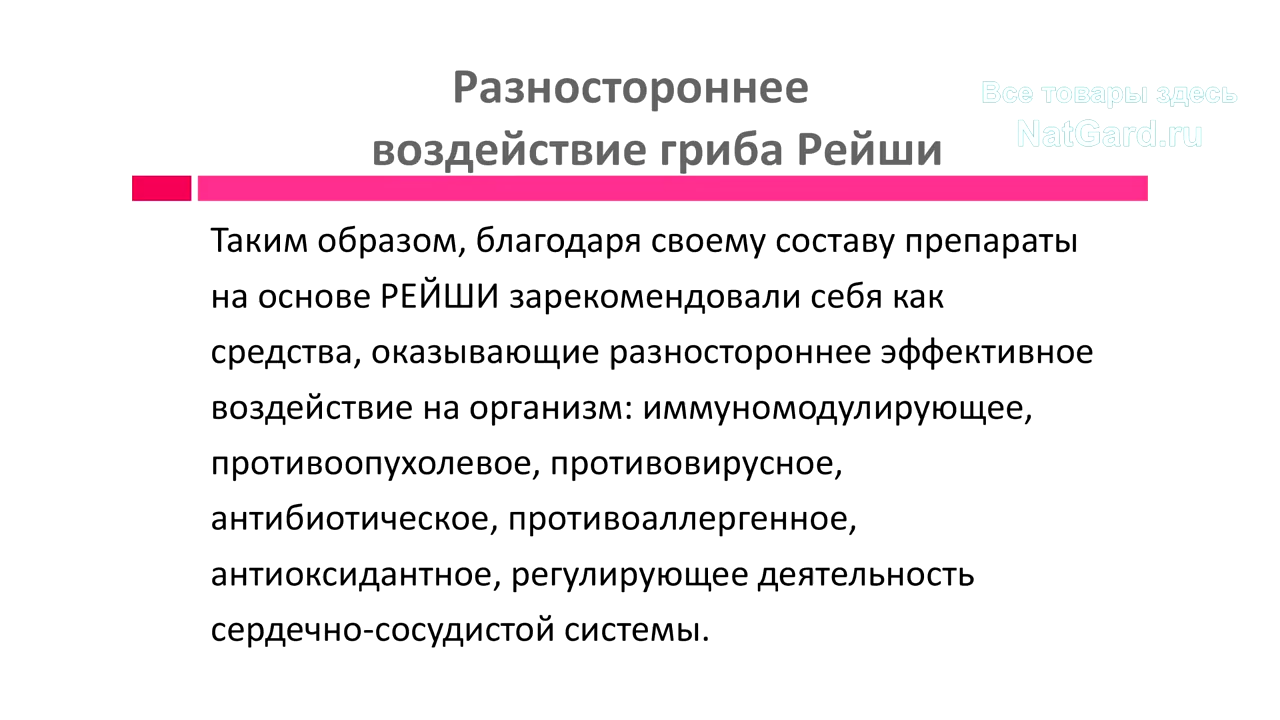 Разностороннее
воздействие гриба Рейши
Все товары здесь
NatGard.ru
Таким образом, благодаря своему составу препараты
на основе РЕЙШИ зарекомендовали себя как
средства, оказывающие разностороннее эффективное
воздействие на организм: иммуномодулирующее,
противоопухолевое, противовирусное,
антибиотическое, противоаллергенное,
антиоксидантное, регулирующее деятельность
сердечно-сосудистой системы.